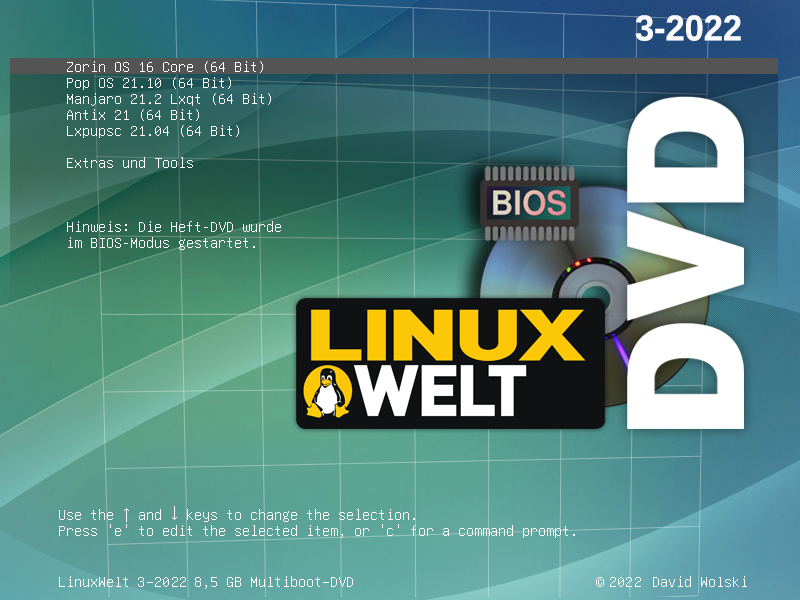 3-2022
Zorin OS 16 Core (64 Bit)
Pop OS 21.10 (64 Bit)
Manjaro 21.2 Lxqt (64 Bit)
Antix 21 (64 Bit)
Lxpupsc 21.04 (64 Bit)
Extras und Tools
Hinweis: Die Heft-DVD wurde
im BIOS-Modus gestartet.
BIOS
DVD
LINUX
WELT
Use the ↑ and ↓ keys to change the selection.
Press 'e' to edit the selected item, or 'c' for a command prompt.
LinuxWelt 3-2022 8,5 GB Multiboot-DVD
© 2022 David Wolski